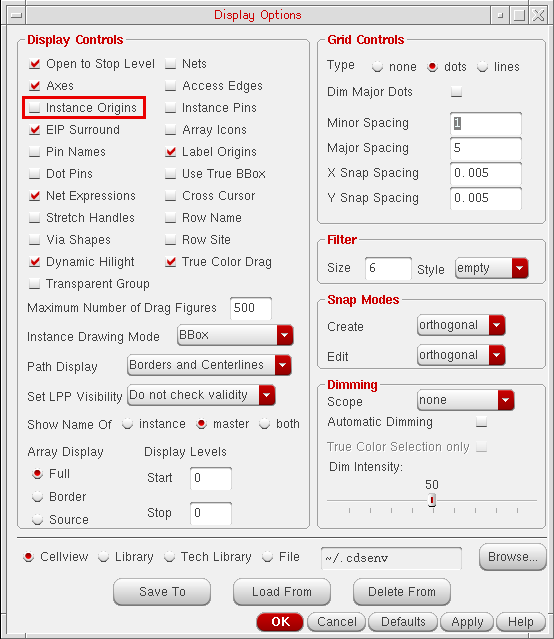 Display Options
Display Controls
Open to Stop Level
Nets
Axes
Access Edges
Instance Origins
Instance Pins
EIP Surround
Array Icons
Pin Names
Label Origins
Dot Pins
Use True BBox
Net Expressions
Cross Cursor
Stretch Handles
Row Name
Via Shapes
Row Site
Dynamic Hilight
True Color Drag
Transparent Group
Maximum Number of Drag Figures 500
Instance Drawing Mode BBox
Path Display Borders and Centerlines
Set LPP Visibility Do not check validity
Show Name Of instance master both
Array Display
Full
Border
Source
Display Levels
Start 0
Stop 0
Grid Controls
Type none dots lines
Dim Major Dots
Minor Spacing 1
Major Spacing 5
X Snap Spacing 0.005
Y Snap Spacing 0.005
Filter
Size 6 Style empty
Snap Modes
Create orthogonal
Edit orthogonal
Dimming
Scope none
Automatic Dimming
True Color Selection only
Dim Intensity:
50
Cellview Library Tech Library File ~/.cdsenv Browse...
Save To Load From Delete From
OK Cancel Defaults Apply Help